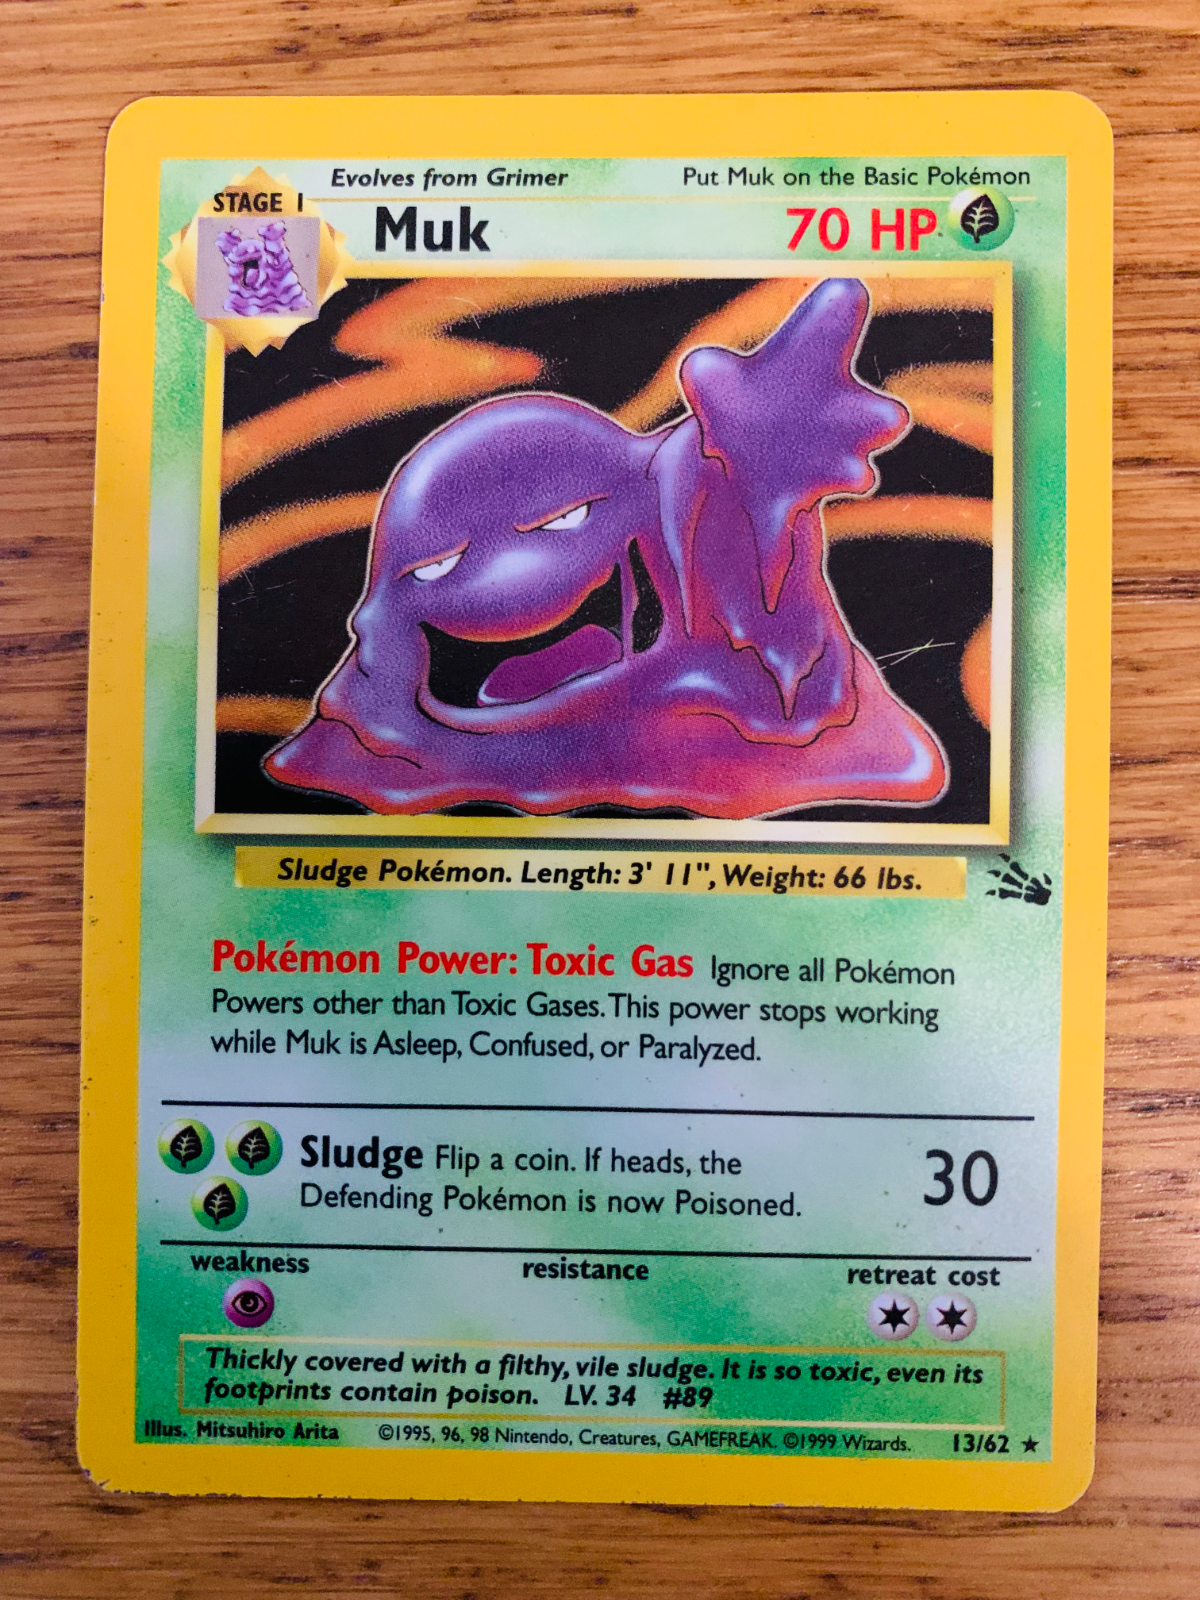 Evolves from Grimer Put Muk on the Basic Pokémon
STAGE 1
Muk 70 HP
Sludge Pokémon. Length: 3' 11", Weight: 66 lbs.
Pokémon Power: Toxic Gas Ignore all Pokémon
Powers other than Toxic Gases. This power stops working
while Muk is Asleep, Confused, or Paralyzed.
Sludge Flip a coin. If heads, the
Defending Pokémon is now Poisoned.
30
weakness resistance retreat cost
Thickly covered with a filthy, vile sludge. It is so toxic, even its
footprints contain poison. LV. 34 #89
Illus. Mitsuhiro Arita ©1995, 96, 98 Nintendo, Creatures, GAMEFREAK. ©1999 Wizards. 13/62 ★